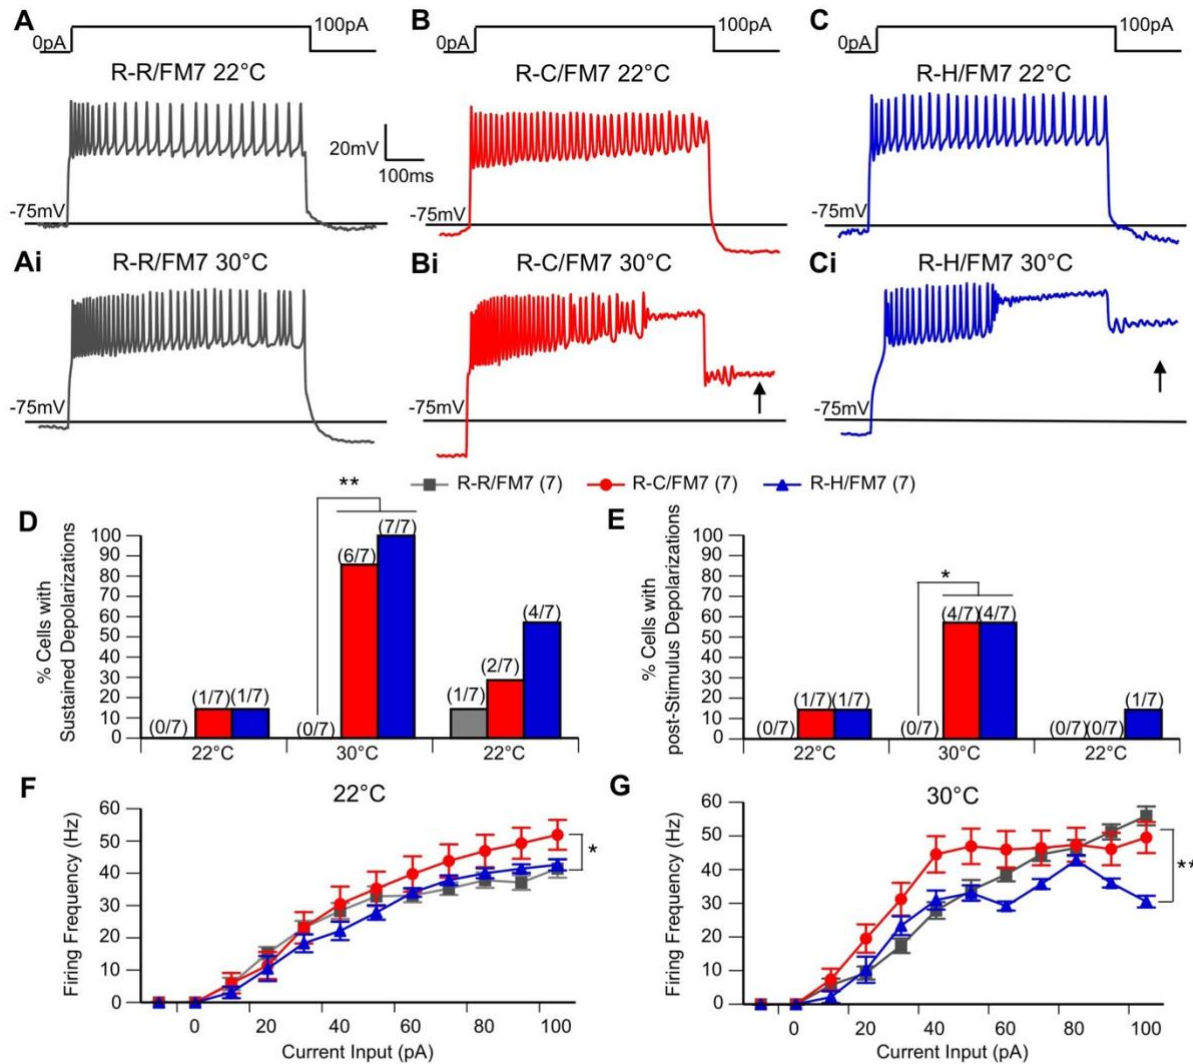 A
B
C
0pA 100pA
0pA 100pA
0pA 100pA
R-R/FM7 22°C
R-C/FM7 22°C
R-H/FM7 22°C
20mV
100ms
-75mV
-75mV
-75mV
Ai
Bi
Ci
R-R/FM7 30°C
R-C/FM7 30°C
R-H/FM7 30°C
-75mV
-75mV
-75mV
R-R/FM7 (7) R-C/FM7 (7) R-H/FM7 (7)
D
% Cells with
Sustained Depolarizations
100
90
80
70
60
50
40
30
20
10
0
**
(0/7) (1/7) (1/7)
(0/7) (6/7) (7/7)
(1/7) (2/7) (4/7)
22°C 30°C 22°C
E
% Cells with
post-Stimulus Depolarizations
100
90
80
70
60
50
40
30
20
10
0
*
(0/7) (1/7) (1/7)
(0/7) (4/7) (4/7)
(0/7) (0/7) (1/7)
22°C 30°C 22°C
F
22°C
Firing Frequency (Hz)
60
50
40
30
20
10
0
*
0 20 40 60 80 100
Current Input (pA)
G
30°C
Firing Frequency (Hz)
60
50
40
30
20
10
0
**
0 20 40 60 80 100
Current Input (pA)